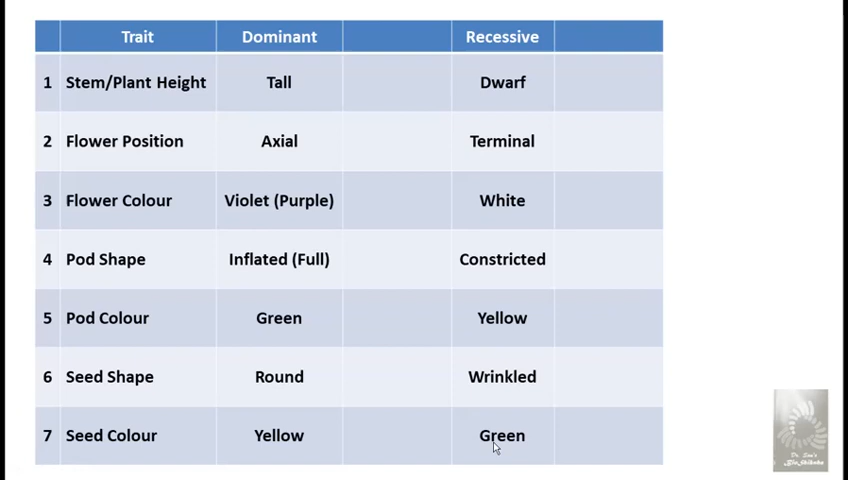 Trait Dominant Recessive
1 Stem/Plant Height Tall Dwarf
2 Flower Position Axial Terminal
3 Flower Colour Violet (Purple) White
4 Pod Shape Inflated (Full) Constricted
5 Pod Colour Green Yellow
6 Seed Shape Round Wrinkled
7 Seed Colour Yellow Green